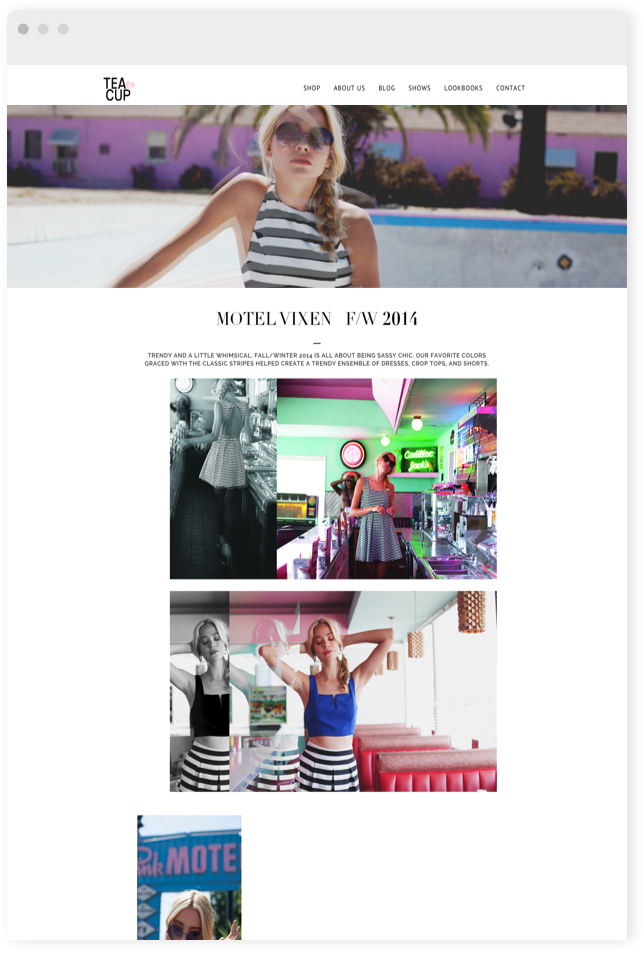 TEA
CUP
SHOP ABOUT US BLOG SHOWS LOOKBOOKS CONTACT
MOTEL VIXEN F/W 2014
TRENDY AND A LITTLE WHIMSICAL, FALL/WINTER 2014 IS ALL ABOUT BEING SASSY CHIC. OUR FAVORITE COLORS
GRACED WITH THE CLASSIC STRIPES HELPED CREATE A TRENDY ENSEMBLE OF DRESSES, CROP TOPS, AND SHORTS.
Cadillac
Jack's
ink MOTE